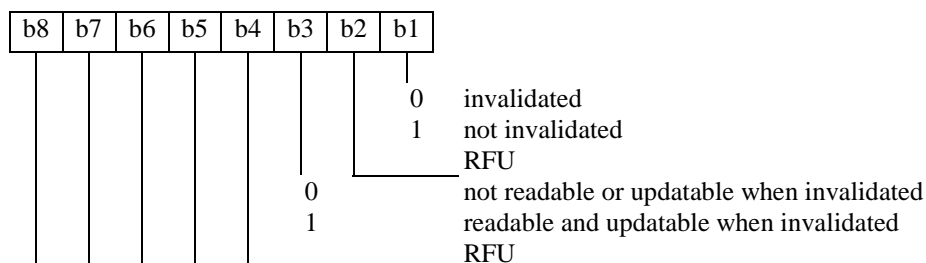 b8 b7 b6 b5 b4 b3 b2 b1
0 invalidated
1 not invalidated
RFU
0 not readable or updatable when invalidated
1 readable and updatable when invalidated
RFU